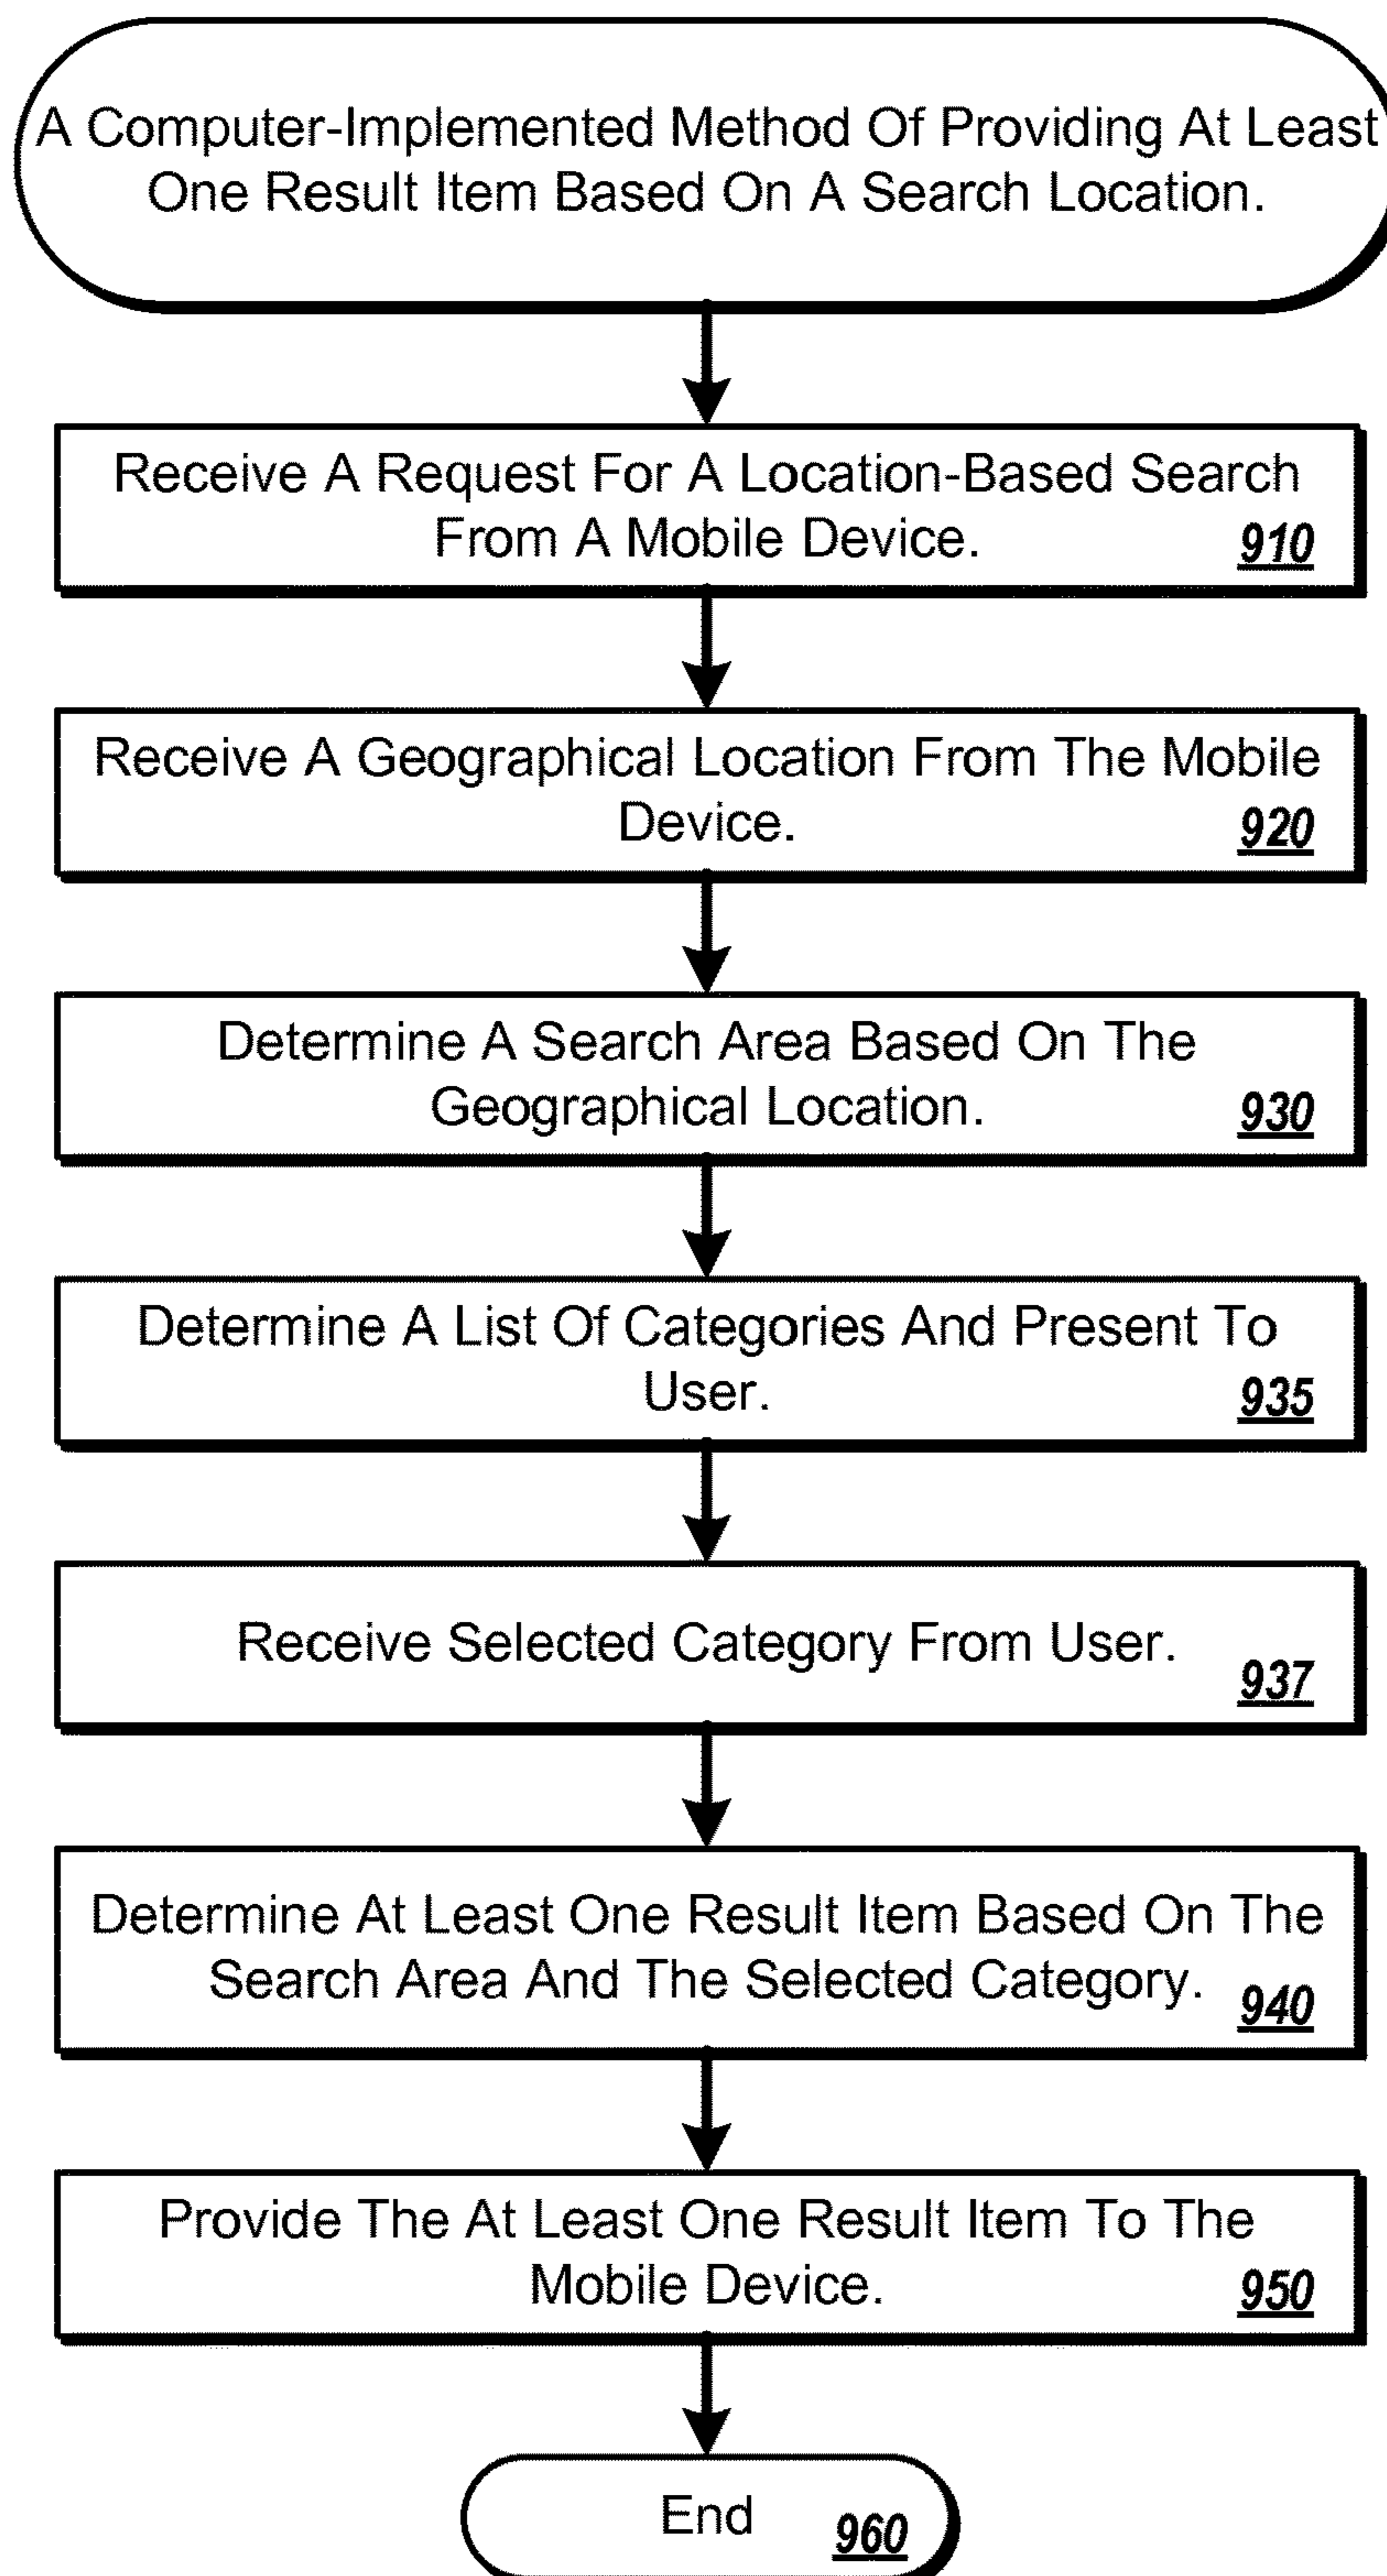 A Computer-Implemented Method Of Providing At Least
One Result Item Based On A Search Location.
Receive A Request For A Location-Based Search
From A Mobile Device.
910
Receive A Geographical Location From The Mobile
Device.
920
Determine A Search Area Based On The
Geographical Location.
930
Determine A List Of Categories And Present To
User.
935
Receive Selected Category From User.
937
Determine At Least One Result Item Based On The
Search Area And The Selected Category.
940
Provide The At Least One Result Item To The
Mobile Device.
950
End
960